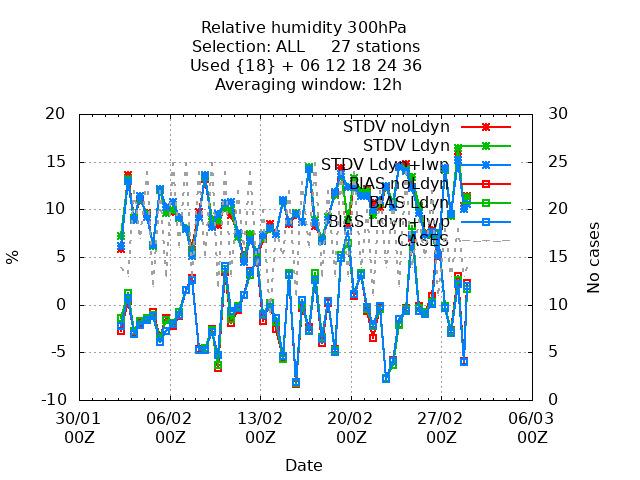 Relative humidity 300hPa
Selection: ALL     27 stations
Used {18} + 06 12 18 24 36
Averaging window: 12h
20
15
10
5
0
-5
-10
%
30
25
20
15
10
5
0
No cases
STDV noLdyn
STDV Ldyn
STDV Ldyn+lwp
BIAS noLdyn
BIAS Ldyn
BIAS Ldyn+lwp
CASES
30/01 06/02 13/02 20/02 27/02 06/03
00Z 00Z 00Z 00Z 00Z 00Z
Date